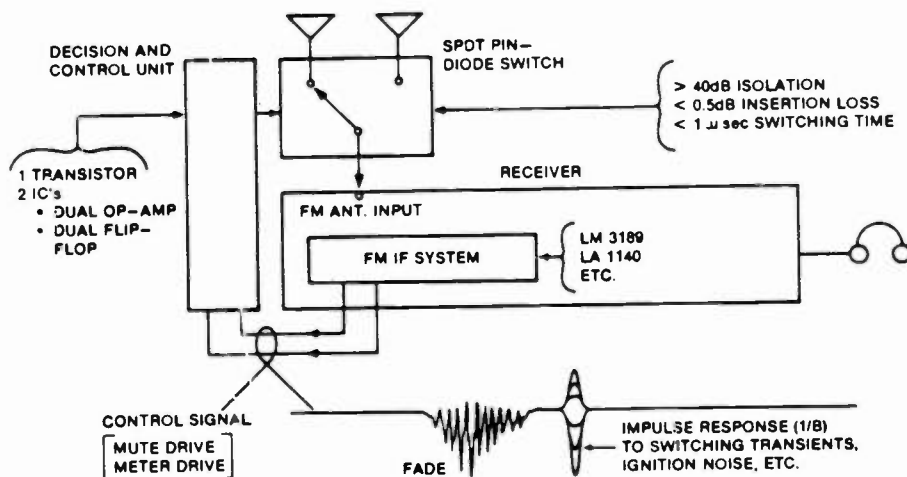 DECISION AND
CONTROL UNIT
SPDT PIN-
DIODE SWITCH
> 40dB ISOLATION
< 0.5dB INSERTION LOSS
< 1 μ sec SWITCHING TIME
1 TRANSISTOR
2 IC's
• DUAL OP-AMP
• DUAL FLIP-
FLOP
RECEIVER
FM ANT. INPUT
FM IF SYSTEM
LM 3189
LA 1140
ETC.
CONTROL SIGNAL
MUTE DRIVE
METER DRIVE
FADE
IMPULSE RESPONSE (1/B)
TO SWITCHING TRANSIENTS,
IGNITION NOISE, ETC.